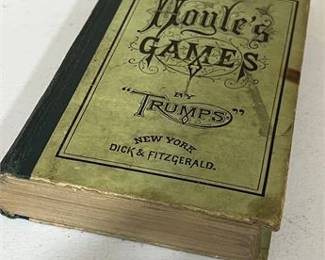 Hoyle's
GAMES
BY
"TRUMPS."
NEW YORK
DICK & FITZGERALD.